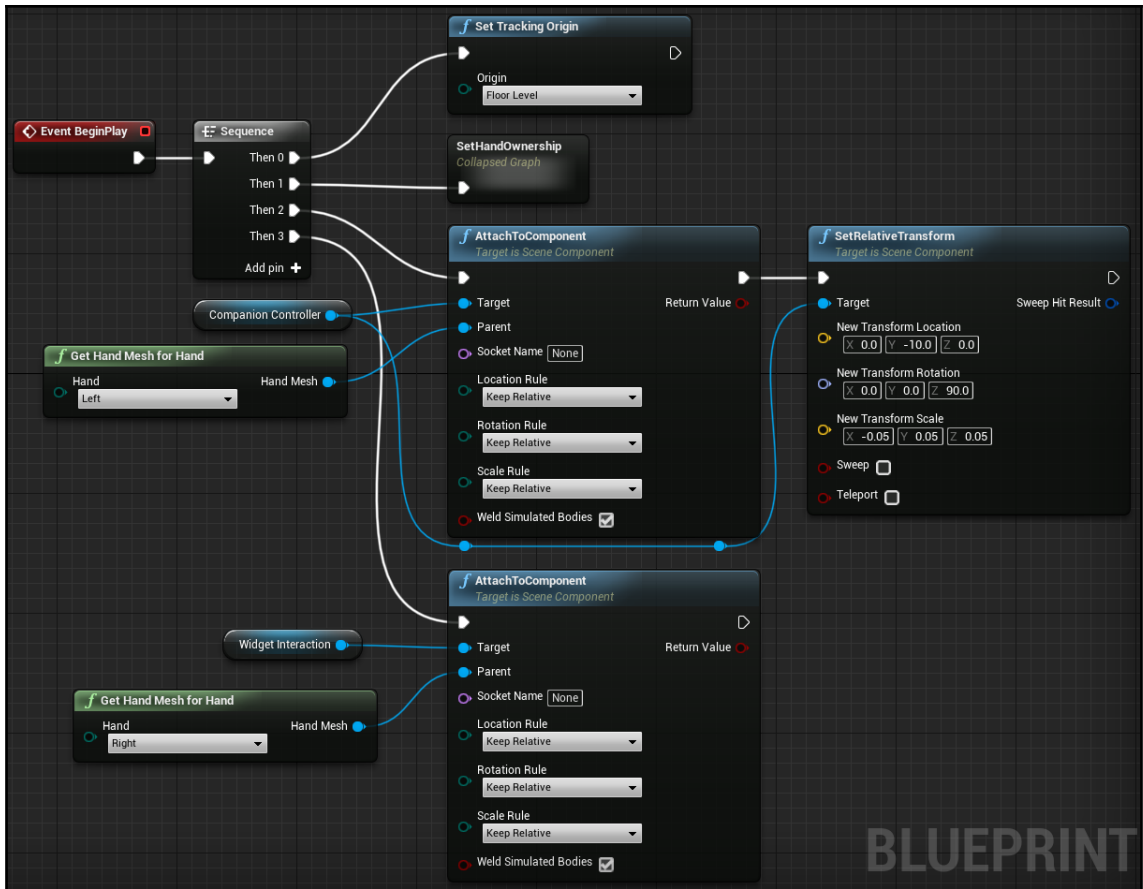 Set Tracking Origin
Origin
Floor Level
Event BeginPlay
Sequence
Then 0
Then 1
Then 2
Then 3
Add pin
SetHandOwnership
Collapsed Graph
Companion Controller
Get Hand Mesh for Hand
Hand Hand Mesh
Left
AttachToComponent
Target is Scene Component
Target Return Value
Parent
Socket Name None
Location Rule
Keep Relative
Rotation Rule
Keep Relative
Scale Rule
Keep Relative
Weld Simulated Bodies
SetRelativeTransform
Target is Scene Component
Target Sweep Hit Result
New Transform Location
X 0.0 Y -10.0 Z 0.0
New Transform Rotation
X 0.0 Y 0.0 Z 90.0
New Transform Scale
X -0.05 Y 0.05 Z 0.05
Sweep
Teleport
Widget Interaction
Get Hand Mesh for Hand
Hand Hand Mesh
Right
AttachToComponent
Target is Scene Component
Target Return Value
Parent
Socket Name None
Location Rule
Keep Relative
Rotation Rule
Keep Relative
Scale Rule
Keep Relative
Weld Simulated Bodies
BLUEPRINT